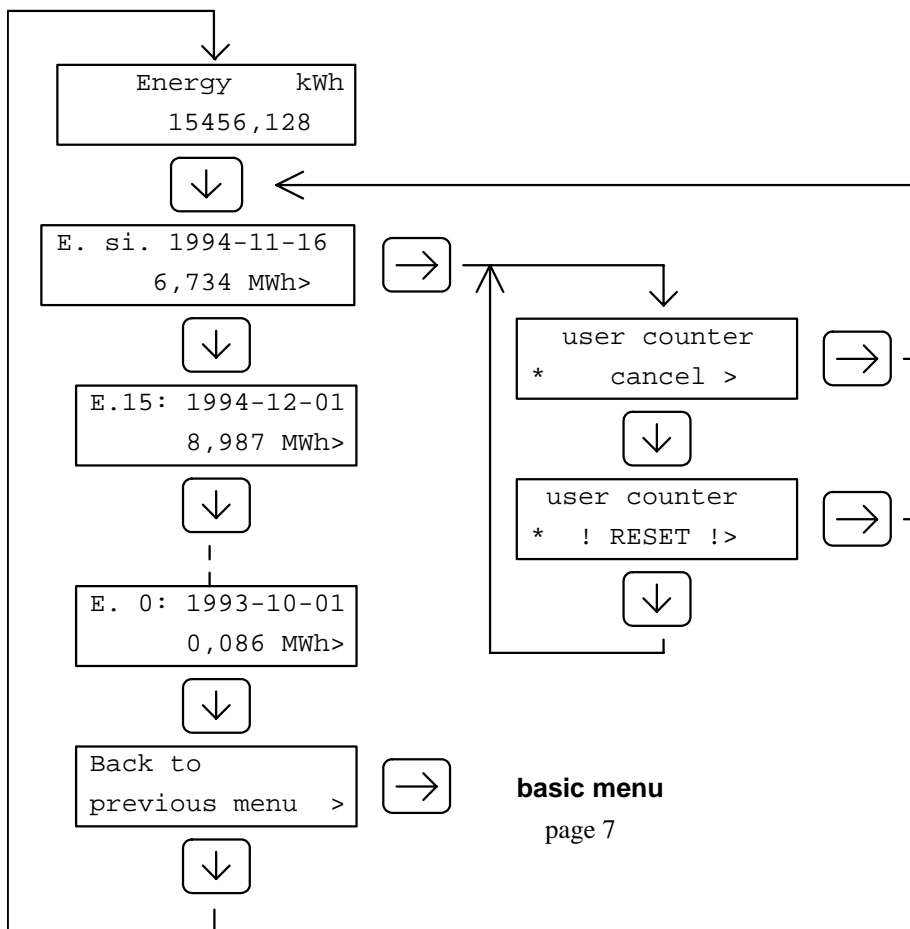 Energy kWh
15456,128
E. si. 1994-11-16
6,734 MWh>
user counter
* cancel >
E.15: 1994-12-01
8,987 MWh>
user counter
* ! RESET !>
E. 0: 1993-10-01
0,086 MWh>
Back to
previous menu >
basic menu
page 7